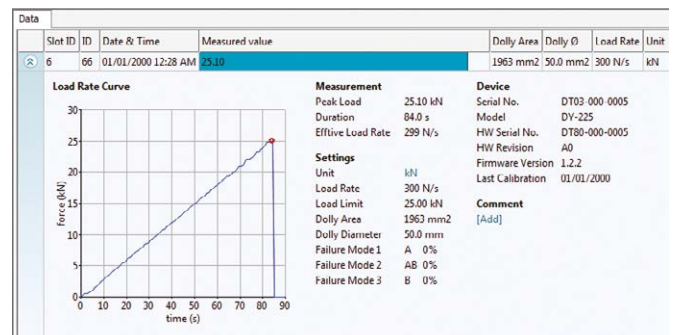 Data
Slot ID ID Date & Time Measured value Dolly Area Dolly Ø Load Rate Unit
6 66 01/01/2000 12:28 AM 25.10 1963 mm2 50.0 mm 300 N/s kN
Load Rate Curve
force (kN)
30
25
20
15
10
5
0
0 10 20 30 40 50 60 70 80 90
time (s)
Measurement
Peak Load 25.10 kN
Duration 84.0 s
Efftive Load Rate 299 N/s
Settings
Unit kN
Load Rate 300 N/s
Load Limit 25.00 kN
Dolly Area 1963 mm2
Dolly Diameter 50.0 mm
Failure Mode 1 A 0%
Failure Mode 2 AB 0%
Failure Mode 3 B 0%
Device
Serial No. DT03-000-0005
Model DY-225
HW Serial No. DT80-000-0005
HW Revision A0
Firmware Version 1.2.2
Last Calibration 01/01/2000
Comment
[Add]